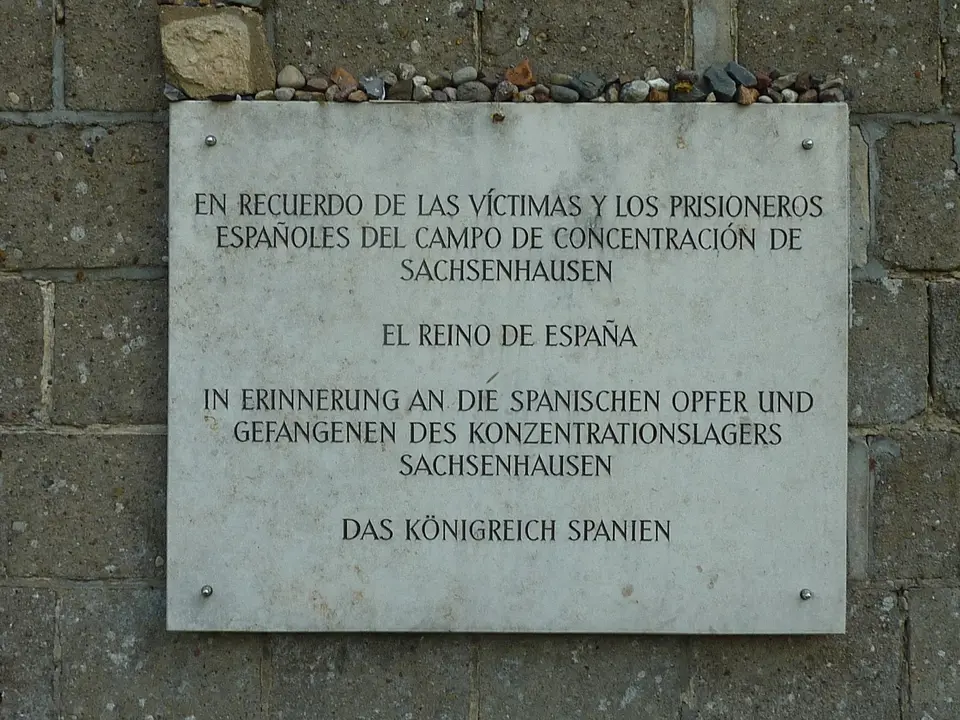 EN RECUERDO DE LAS VÍCTIMAS Y LOS PRISIONEROS
ESPAÑOLES DEL CAMPO DE CONCENTRACIÓN DE
SACHSENHAUSEN
EL REINO DE ESPAÑA
IN ERINNERUNG AN DIE SPANISCHEN OPFER UND
GEFANGENEN DES KONZENTRATIONSLAGERS
SACHSENHAUSEN
DAS KÖNIGREICH SPANIEN